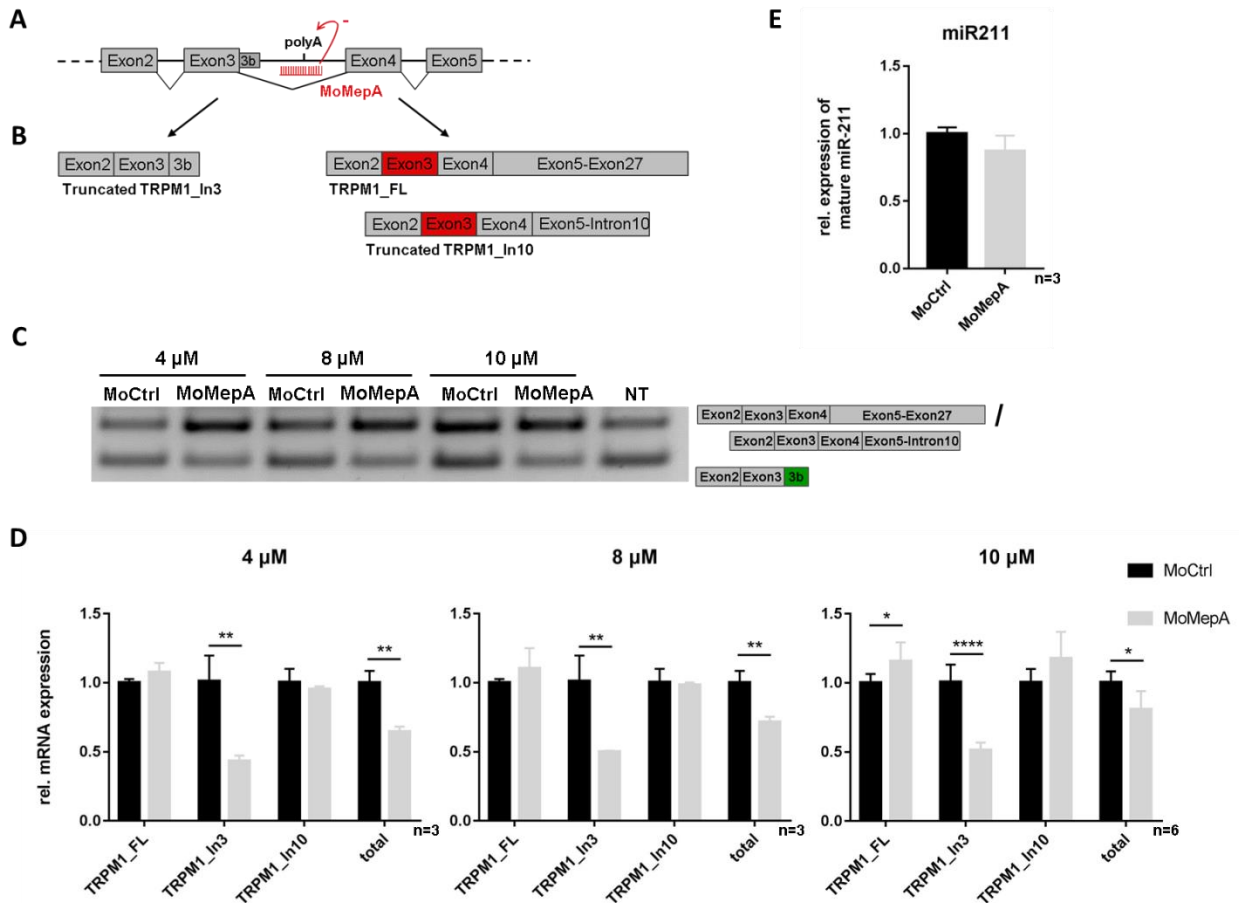 A
Exon2
Exon3
3b
polyA
-
Exon4
Exon5
MoMepA
B
Exon2 Exon3 3b
Truncated TRPM1_In3
Exon2 Exon3 Exon4 Exon5-Exon27
TRPM1_FL
Exon2 Exon3 Exon4 Exon5-Intron10
Truncated TRPM1_In10
E
miR211
rel. expression of
mature miR-211
1.5
1.0
0.5
0.0
MoCtrl
MoMepA
n=3
C
4 µM 8 µM 10 µM
MoCtrl MoMepA MoCtrl MoMepA MoCtrl MoMepA NT
Exon2 Exon3 Exon4 Exon5-Exon27 /
Exon2 Exon3 Exon4 Exon5-Intron10
Exon2 Exon3 3b
D
rel. mRNA expression
4 µM
1.5
1.0
0.5
0.0
** **
TRPM1_FL
TRPM1_In3
TRPM1_In10
total
n=3
8 µM
1.5
1.0
0.5
0.0
** **
TRPM1_FL
TRPM1_In3
TRPM1_In10
total
n=3
10 µM
1.5
1.0
0.5
0.0
* **** *
TRPM1_FL
TRPM1_In3
TRPM1_In10
total
n=6
MoCtrl
MoMepA